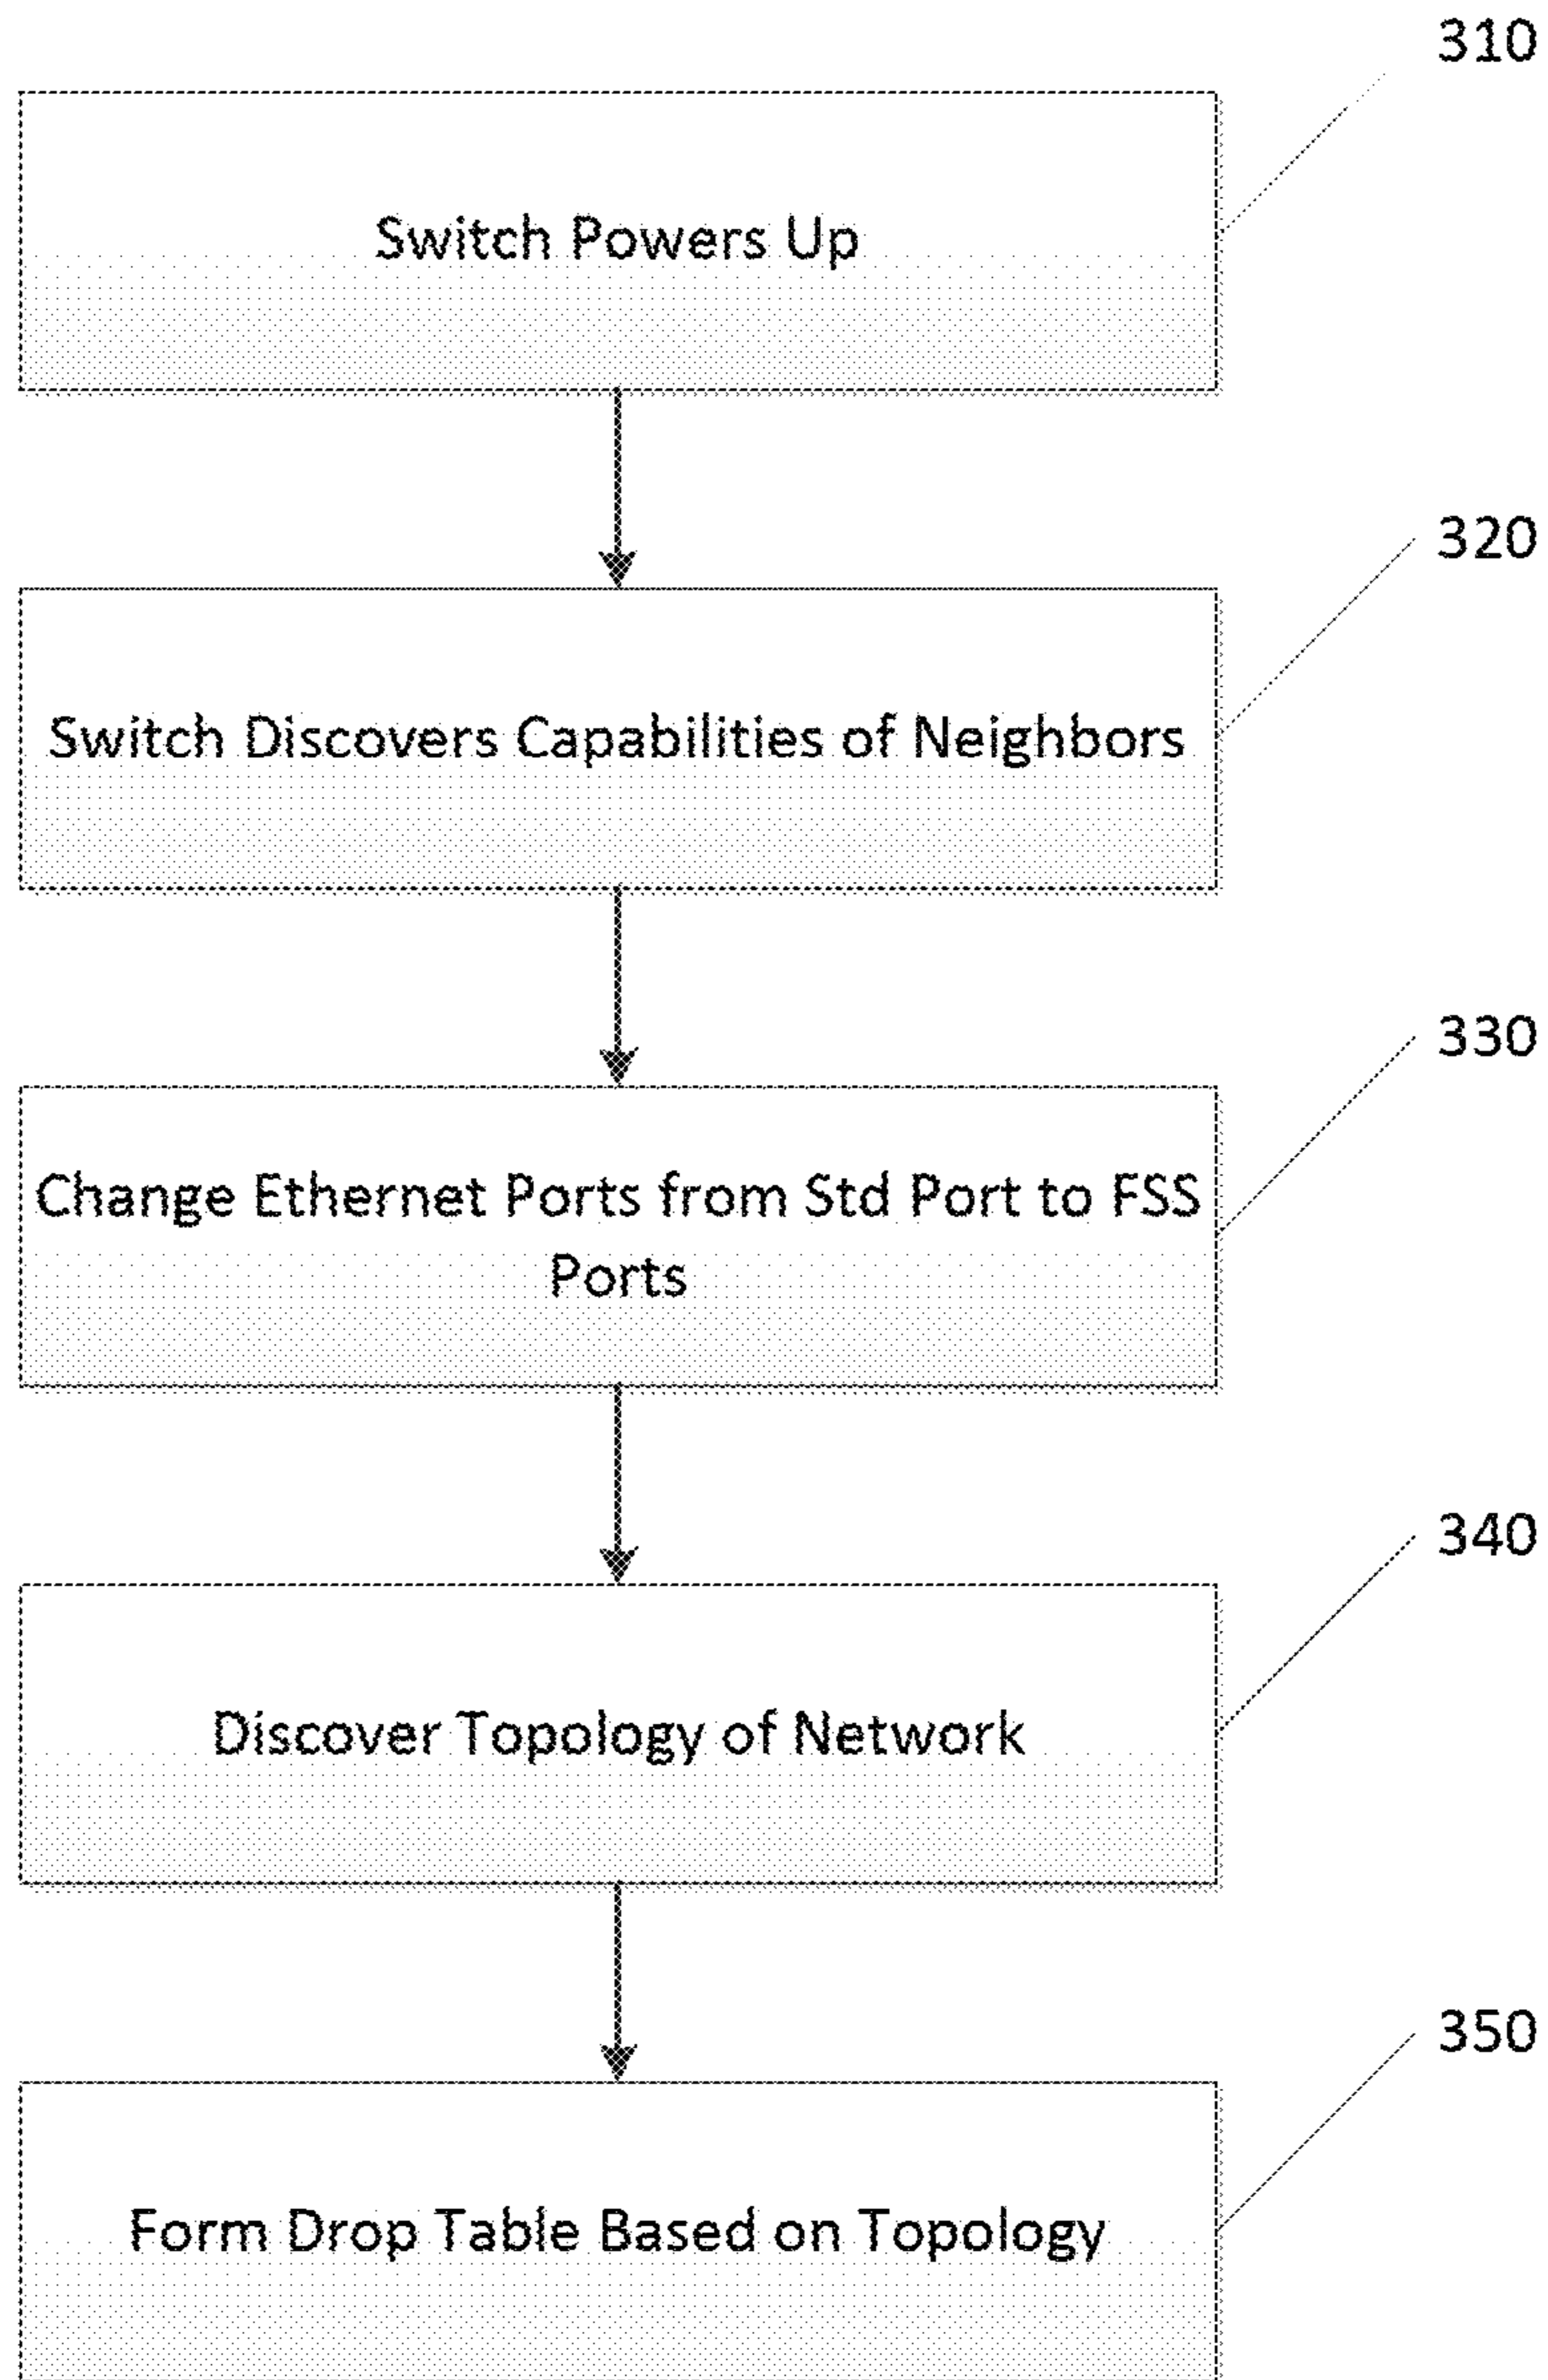 310
Switch Powers Up
320
Switch Discovers Capabilities of Neighbors
330
Change Ethernet Ports from Std Port to FSS
Ports
340
Discover Topology of Network
350
Form Drop Table Based on Topology